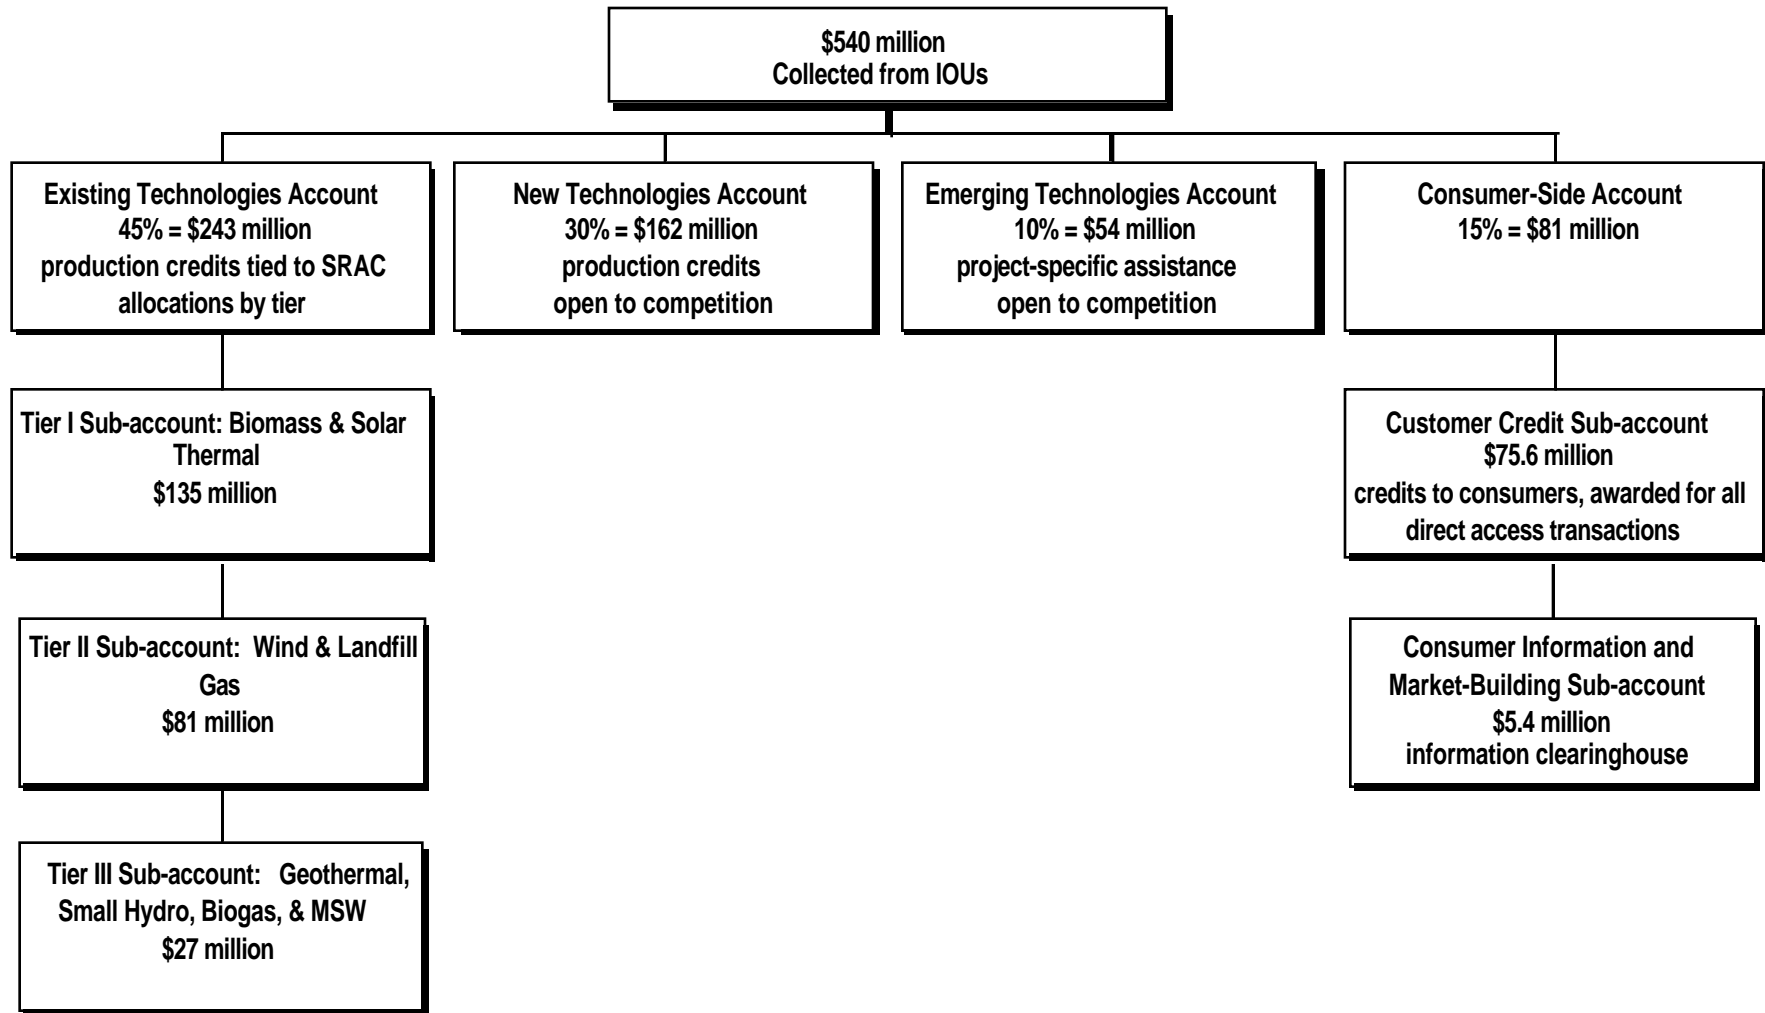 $540 million
Collected from IOUs
Existing Technologies Account
45% = $243 million
production credits tied to SRAC
allocations by tier
New Technologies Account
30% = $162 million
production credits
open to competition
Emerging Technologies Account
10% = $54 million
project-specific assistance
open to competition
Consumer-Side Account
15% = $81 million
Tier I Sub-account: Biomass & Solar
Thermal
$135 million
Customer Credit Sub-account
$75.6 million
credits to consumers, awarded for all
direct access transactions
Tier II Sub-account: Wind & Landfill
Gas
$81 million
Consumer Information and
Market-Building Sub-account
$5.4 million
information clearinghouse
Tier III Sub-account: Geothermal,
Small Hydro, Biogas, & MSW
$27 million